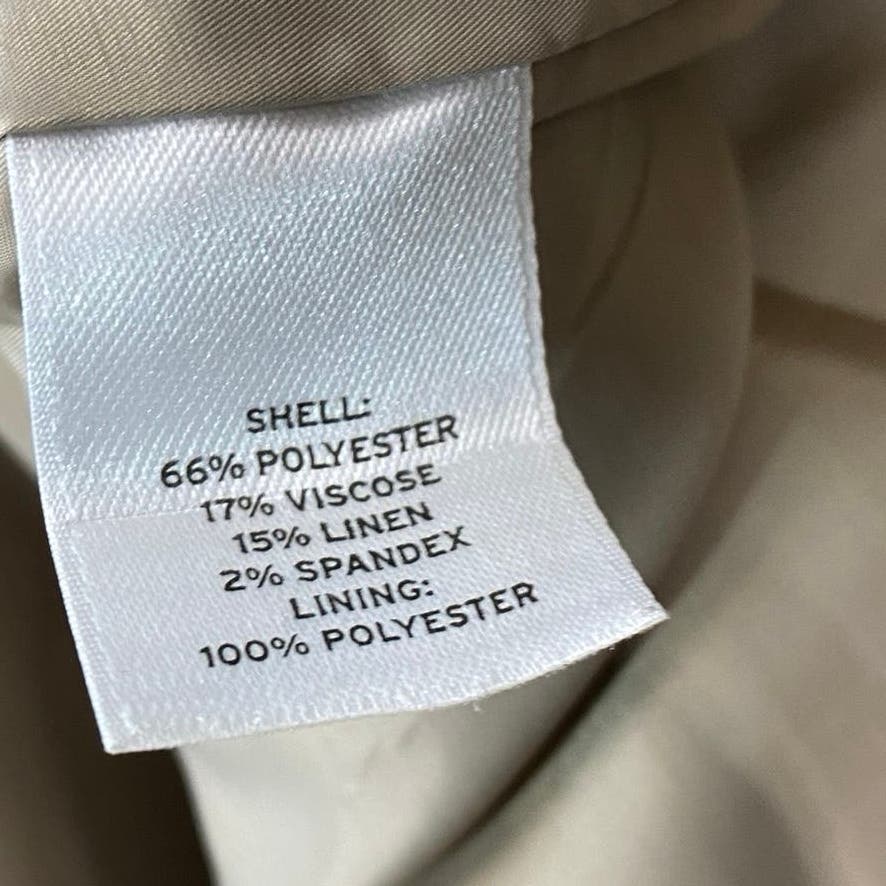 SHELL:
66% POLYESTER
17% VISCOSE
15% LINEN
2% SPANDEX
LINING:
100% POLYESTER